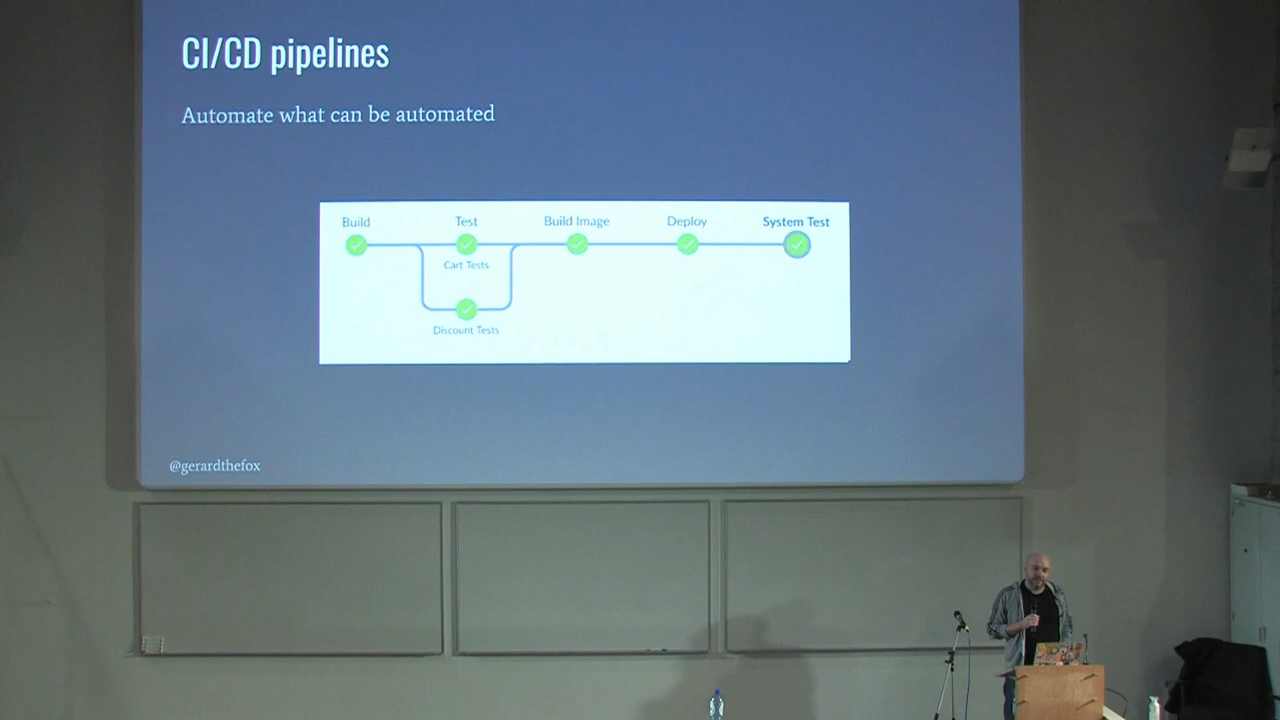 CI/CD pipelines
Automate what can be automated
Build
Test
Build Image
Deploy
System Test
Cart Tests
Discount Tests
@gerardthefox